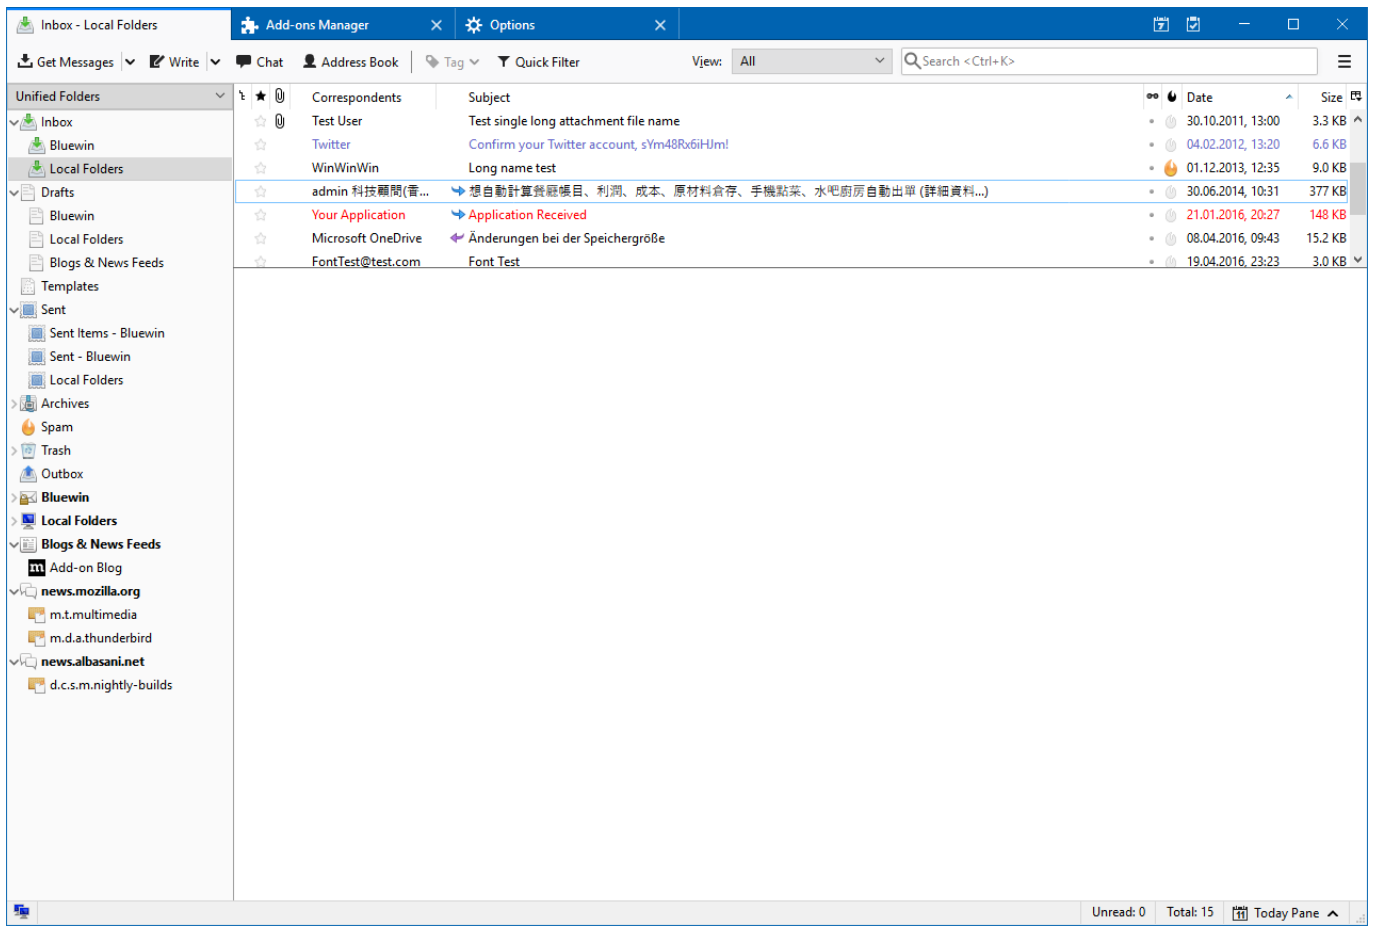 Inbox - Local Folders Add-ons Manager Options
Get Messages Write Chat Address Book Tag Quick Filter View: All Search <Ctrl+K>
Unified Folders
Inbox
Bluewin
Local Folders
Drafts
Bluewin
Local Folders
Blogs & News Feeds
Templates
Sent
Sent Items - Bluewin
Sent - Bluewin
Local Folders
Archives
Spam
Trash
Outbox
Bluewin
Local Folders
Blogs & News Feeds
m Add-on Blog
news.mozilla.org
m.t.multimedia
m.d.a.thunderbird
news.albasani.net
d.c.s.m.nightly-builds
Correspondents Subject Date Size
Test User Test single long attachment file name 30.10.2011, 13:00 3.3 KB
Twitter Confirm your Twitter account, sYm48Rx6iHJm! 04.02.2012, 13:20 6.6 KB
WinWinWin Long name test 01.12.2013, 12:35 9.0 KB
admin 科技顧問(香... 想自動計算餐廳帳目、利潤、成本、原材料倉存、手機點菜、水吧廚房自動出單 (詳細資料...) 30.06.2014, 10:31 377 KB
Your Application Application Received 21.01.2016, 20:27 148 KB
Microsoft OneDrive Änderungen bei der Speichergröße 08.04.2016, 09:43 15.2 KB
FontTest@test.com Font Test 19.04.2016, 23:23 3.0 KB
Unread: 0 Total: 15 11 Today Pane